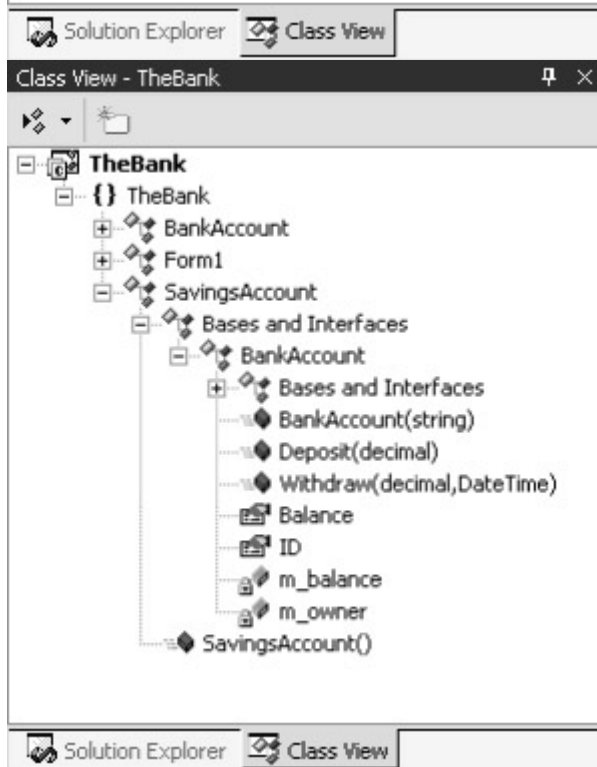 Solution Explorer Class View
Class View - TheBank
TheBank
{} TheBank
BankAccount
Form1
SavingsAccount
Bases and Interfaces
BankAccount
Bases and Interfaces
BankAccount(string)
Deposit(decimal)
Withdraw(decimal,DateTime)
Balance
ID
m_balance
m_owner
SavingsAccount()
Solution Explorer Class View